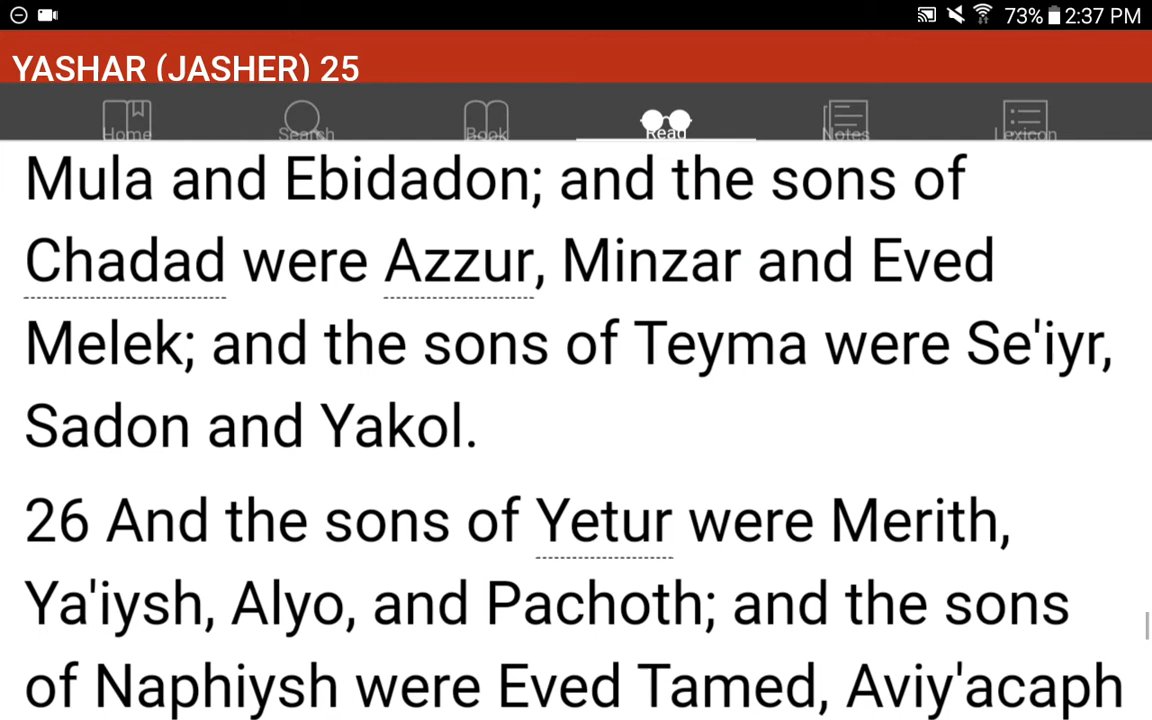 73% 2:37 PM
YASHAR (JASHER) 25
Home Search Book Read Notes Lexicon
Mula and Ebidadon; and the sons of
Chadad were Azzur, Minzar and Eved
Melek; and the sons of Teyma were Se'iyr,
Sadon and Yakol.
26 And the sons of Yetur were Merith,
Ya'iysh, Alyo, and Pachoth; and the sons
of Naphiysh were Eved Tamed, Aviy'acaph